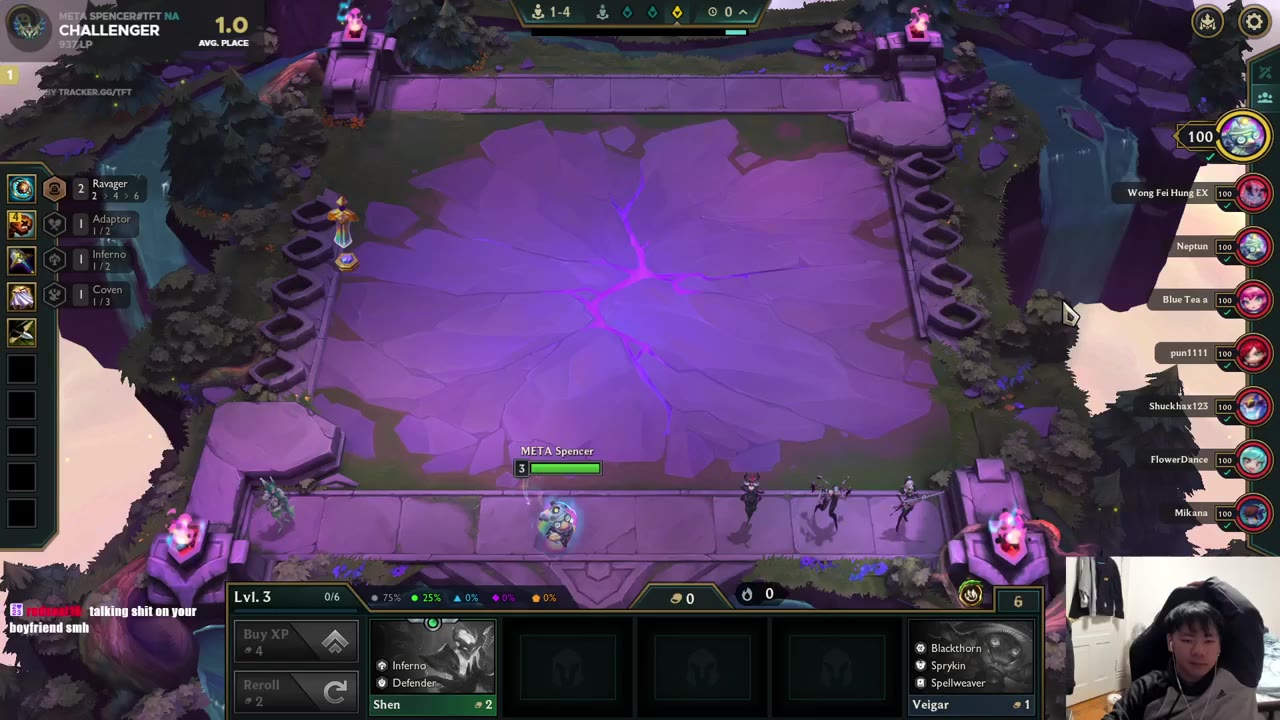 META SPENCER#TFT NA
CHALLENGER
937 LP
1.0
AVG. PLACE
1
BY TRACKER.GG/TFT
1-4
0
2
Ravager
2 > 4 > 6
1
Adaptor
1 / 2
1
Inferno
1 / 2
1
Coven
1 / 3
100
Wong Fei Hung EX
100
Neptun
100
Blue Tea a
100
pun1111
100
Shuckhax123
100
FlowerDance
100
Mikana
100
META Spencer
3
talking shit on your
boyfriend smh
Lvl. 3
0/6
75%
25%
0%
0%
0%
0
0
6
Buy XP
4
Reroll
2
Inferno
Defender
Shen
2
Blackthorn
Sprykin
Spellweaver
Veigar
1